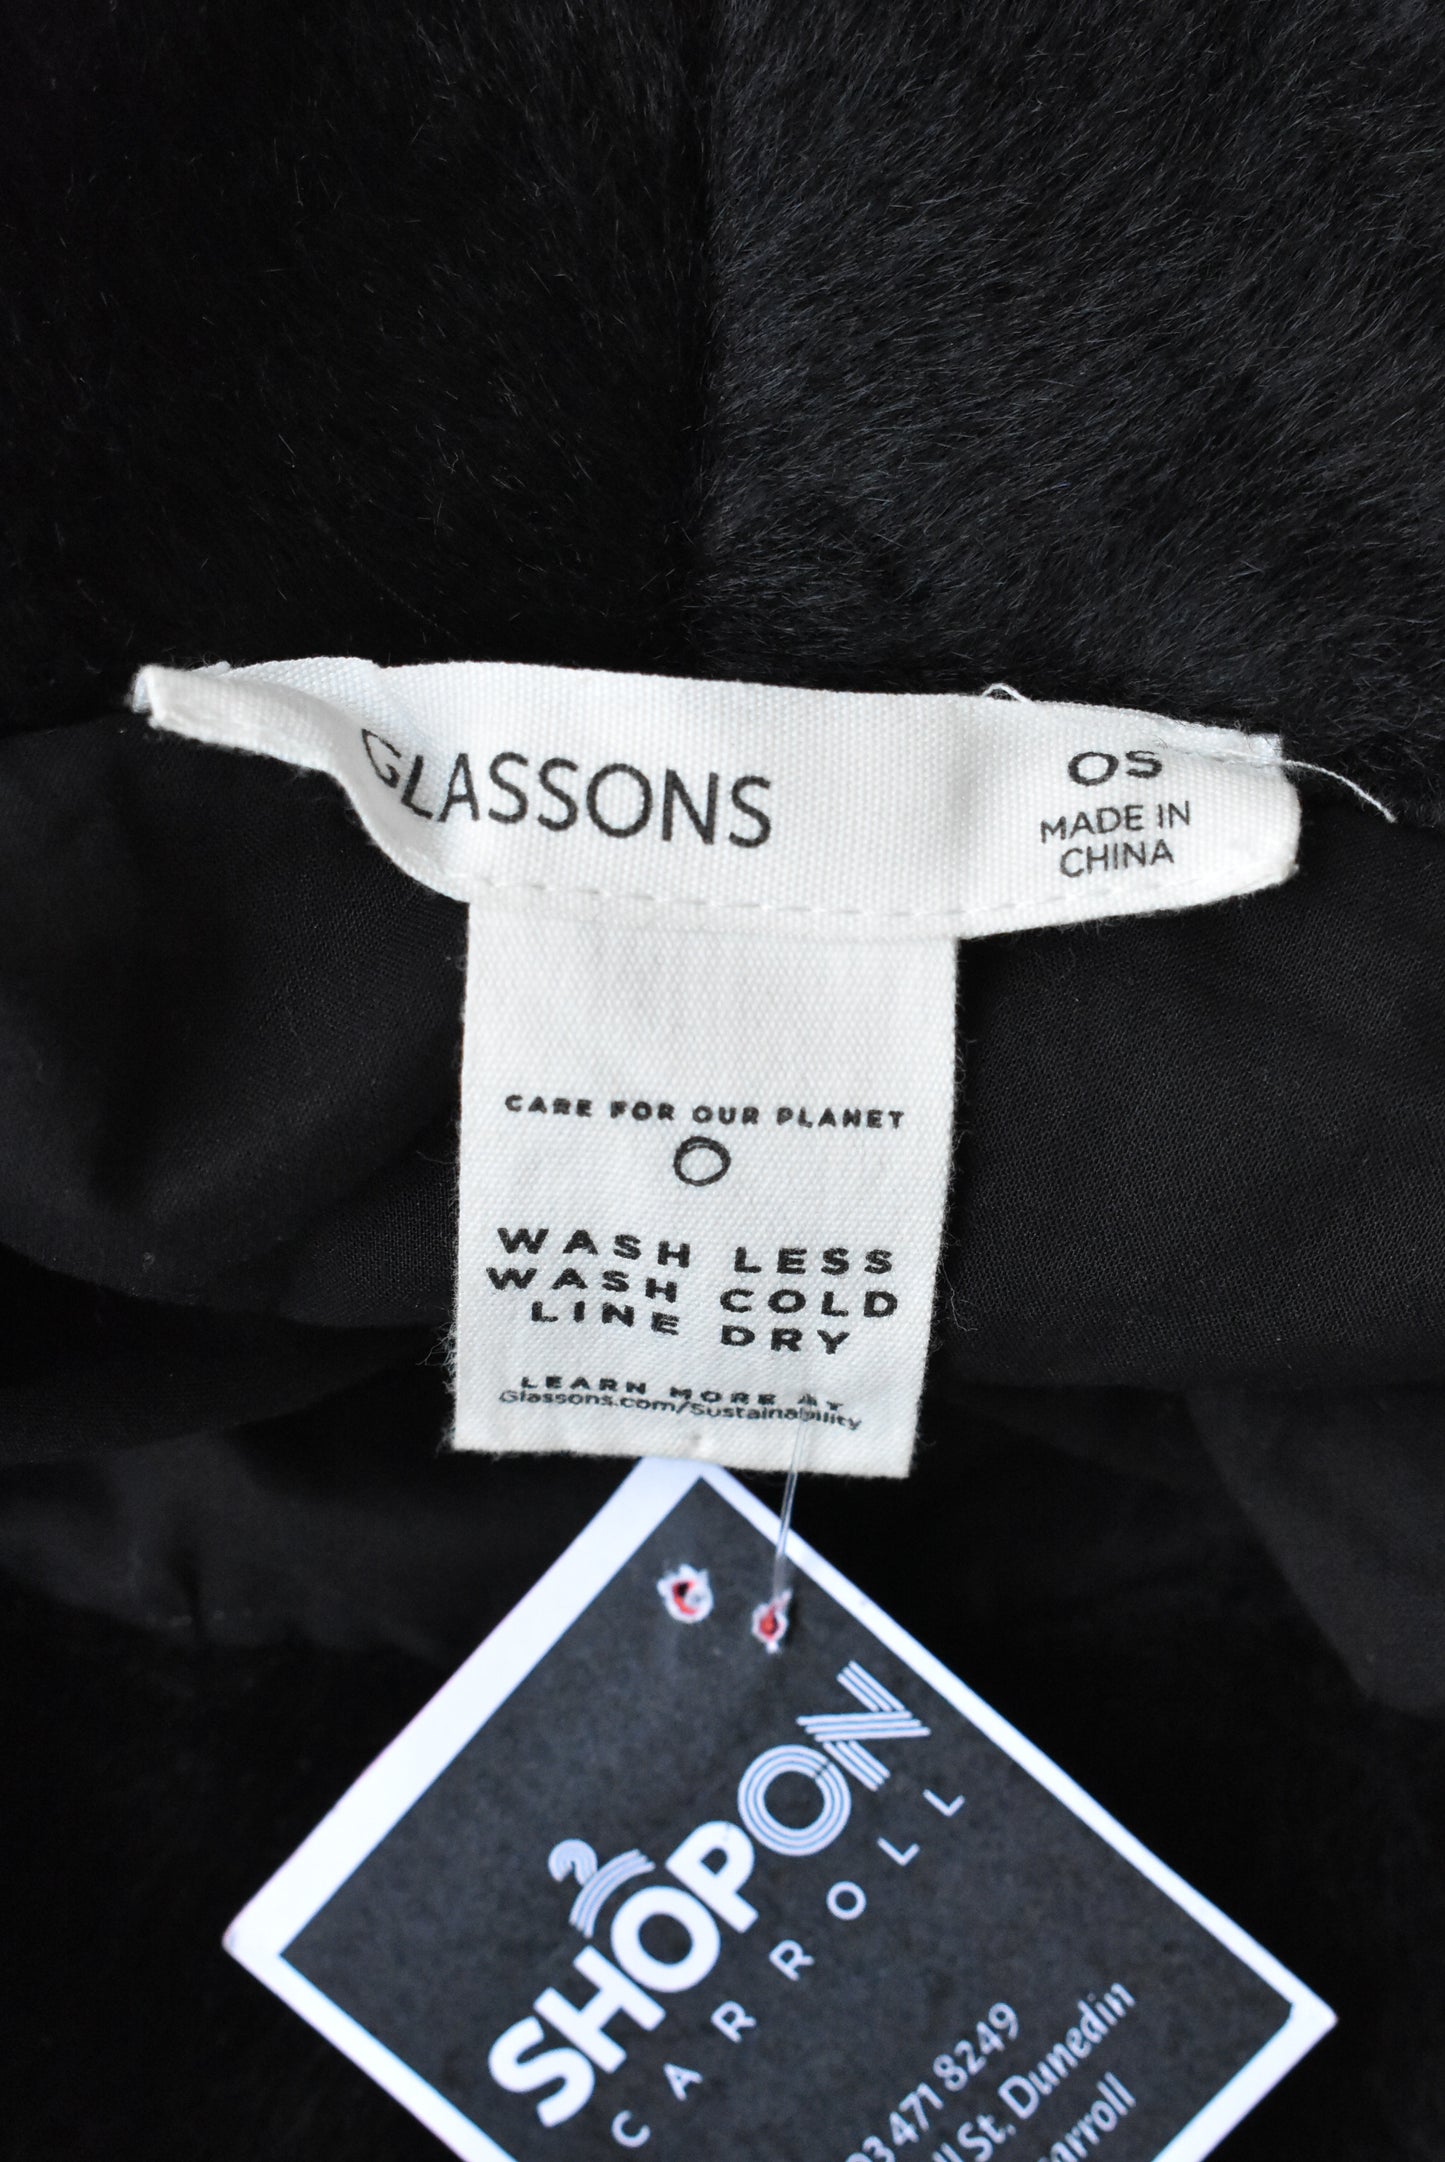 GLASSONS
OS
MADE IN
CHINA
CARE FOR OUR PLANET
WASH LESS
WASH COLD
LINE DRY
LEARN MORE AT
Glassons.com/Sustainability
SHOPON
CARROLL
03 471 8249
St. Dunedin